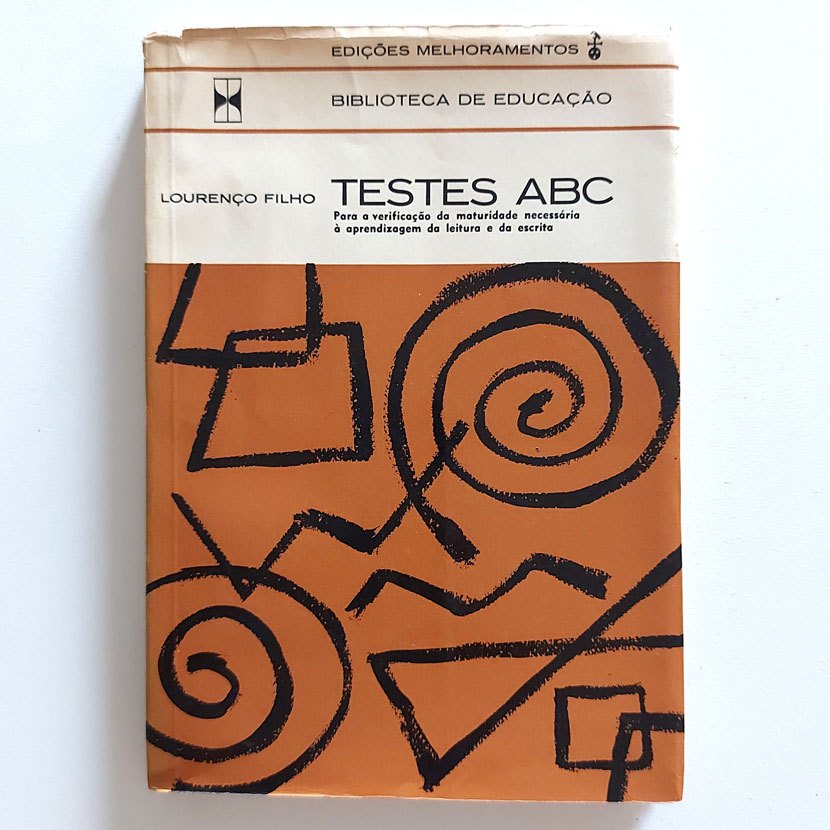 EDIÇÕES MELHORAMENTOS
BIBLIOTECA DE EDUCAÇÃO
LOURENÇO FILHO TESTES ABC
Para a verificação da maturidade necessária
à aprendizagem da leitura e da escrita